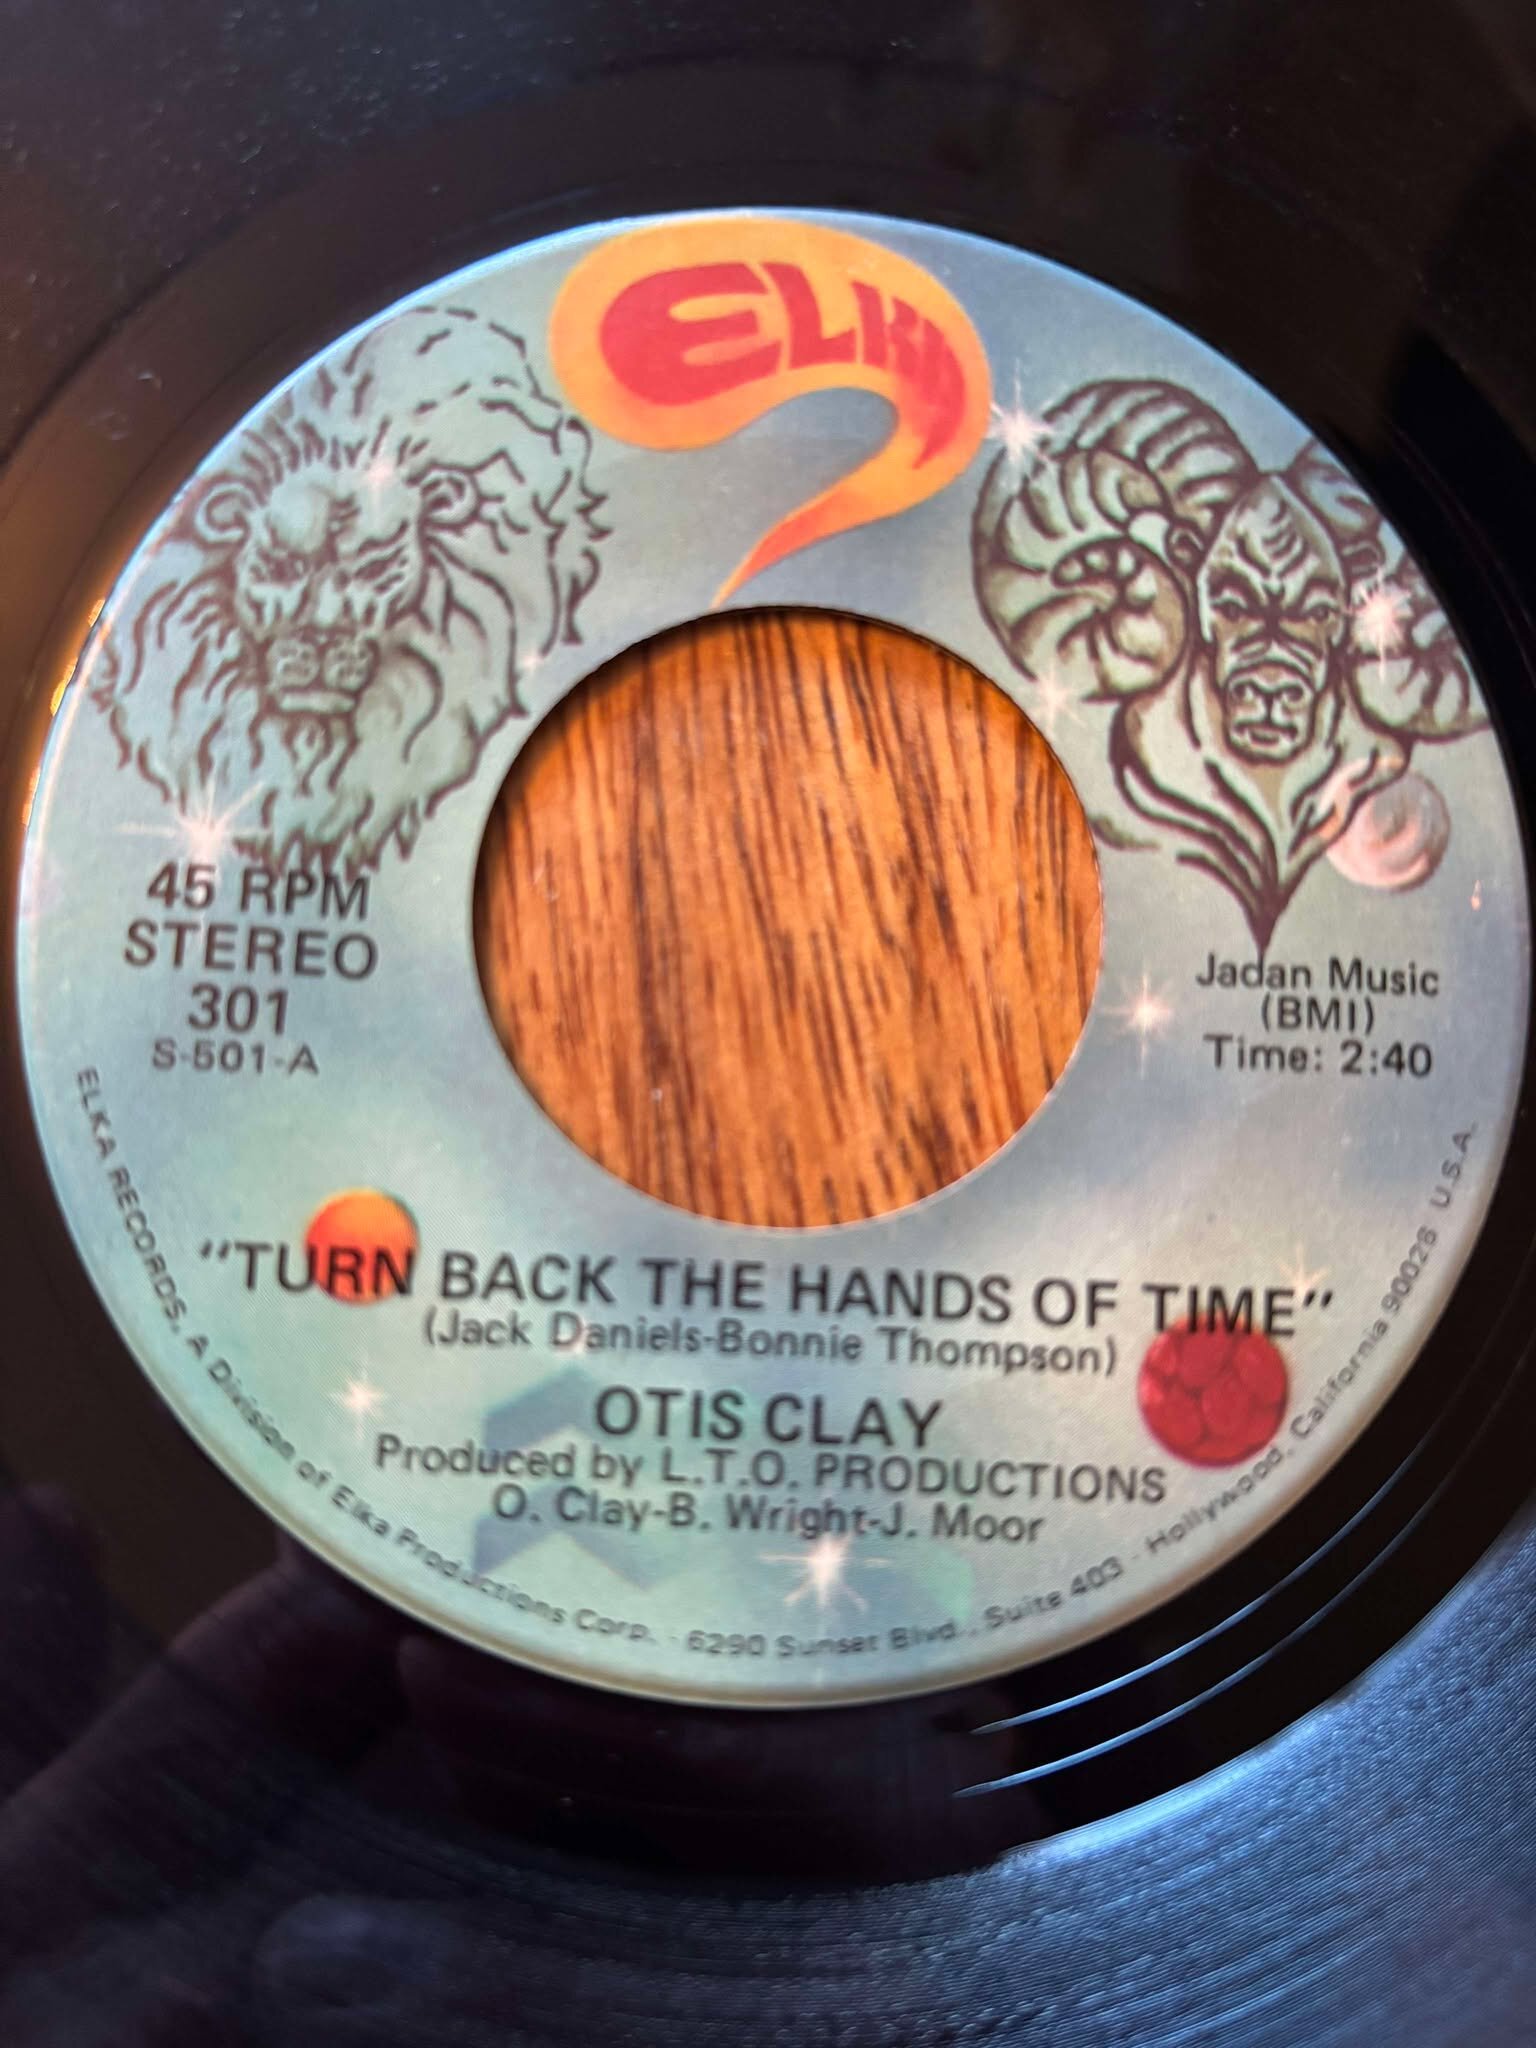 ELKA
45 RPM
STEREO
301
S-501-A
Jadan Music
(BMI)
Time: 2:40
"TURN BACK THE HANDS OF TIME"
(Jack Daniels-Bonnie Thompson)
OTIS CLAY
Produced by L.T.O. PRODUCTIONS
O. Clay-B. Wright-J. Moor
ELKA RECORDS, A Division of Elka Productions Corp. · 6290 Sunset Blvd., Suite 403 · Hollywood, California 90028 U.S.A.